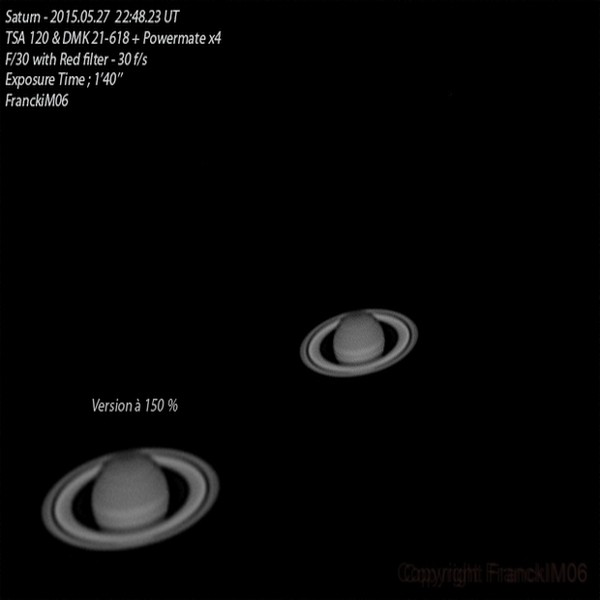 Saturn - 2015.05.27  22:48.23 UT
TSA 120 & DMK 21-618 + Powermate x4
F/30 with Red filter - 30 f/s
Exposure Time ; 1'40''
FranckiM06
Version à 150 %
Copyright FranckIM06